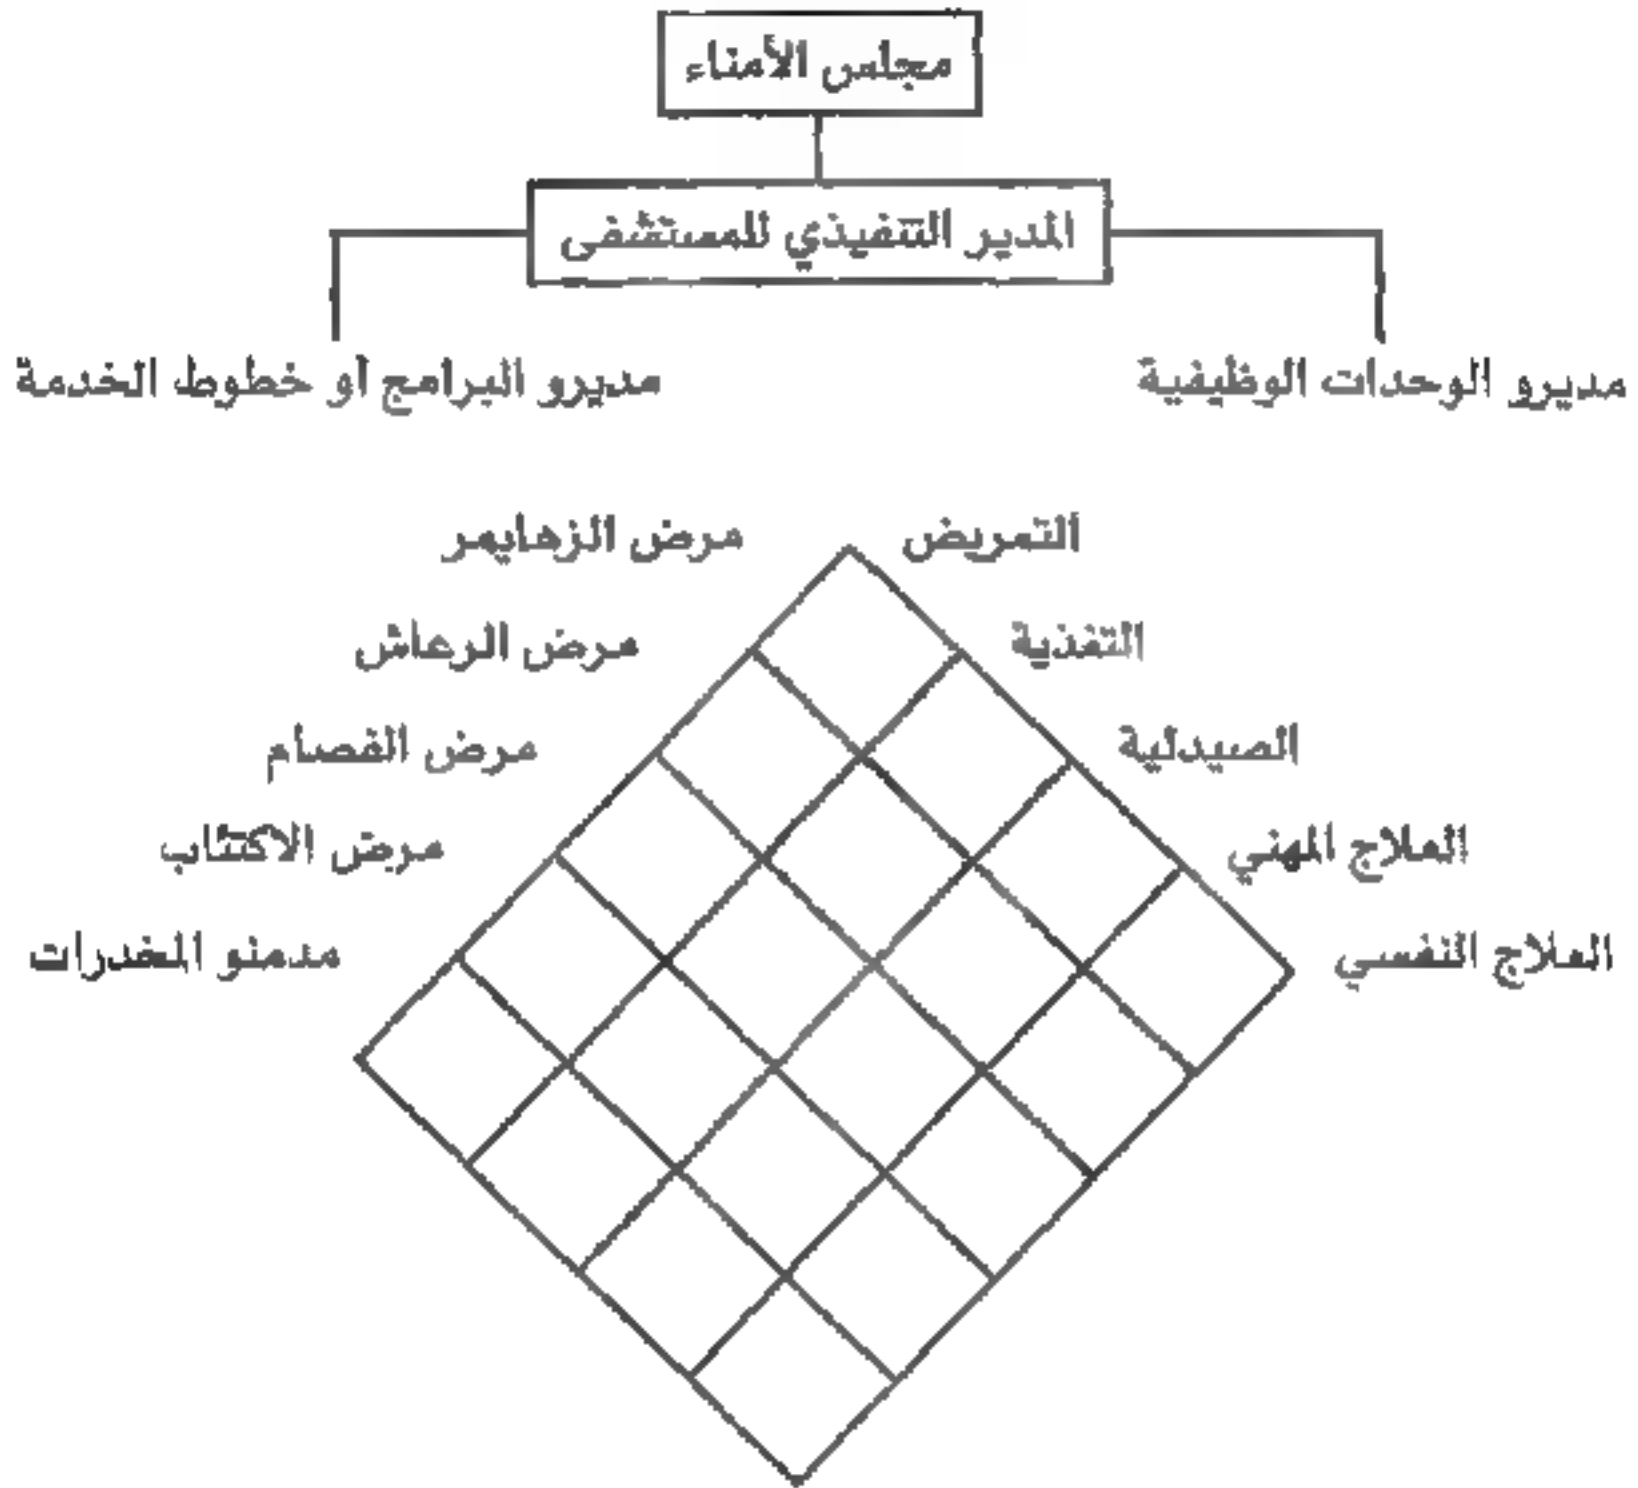 مجلس الأمناء
المدير التنفيذي للمستشفى
مديرو الوحدات الوظيفية
مديرو البرامج أو خطوط الخدمة
التمريض
مرض الزهايمر
التغذية
مرض الرعاش
الصيدلية
مرض الفصام
العلاج المهني
مرض الاكتئاب
العلاج النفسي
مدمنو المخدرات